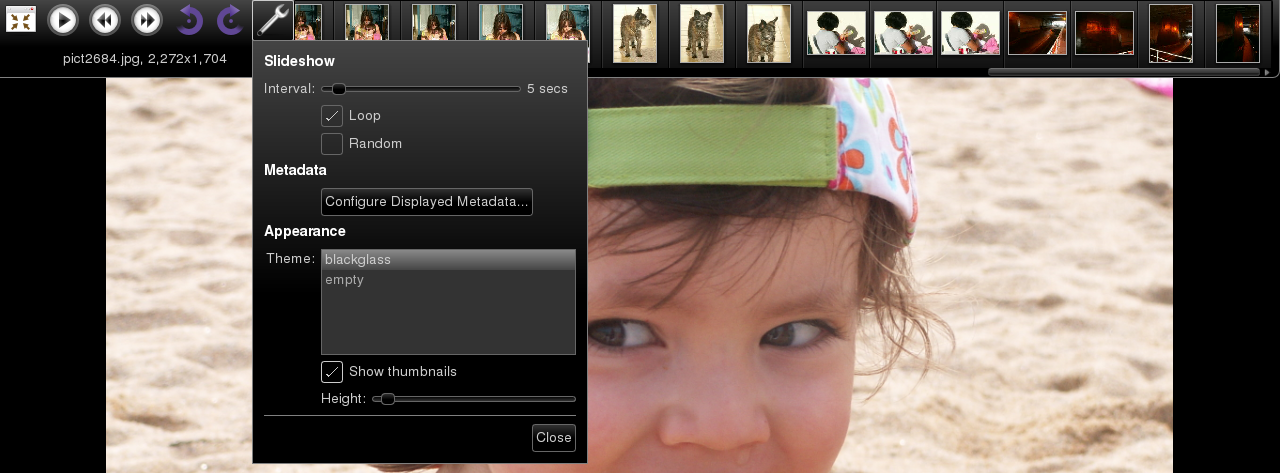 pict2684.jpg, 2,272x1,704
Slideshow
Interval: 5 secs
Loop
Random
Metadata
Configure Displayed Metadata...
Appearance
Theme: blackglass
empty
Show thumbnails
Height:
Close